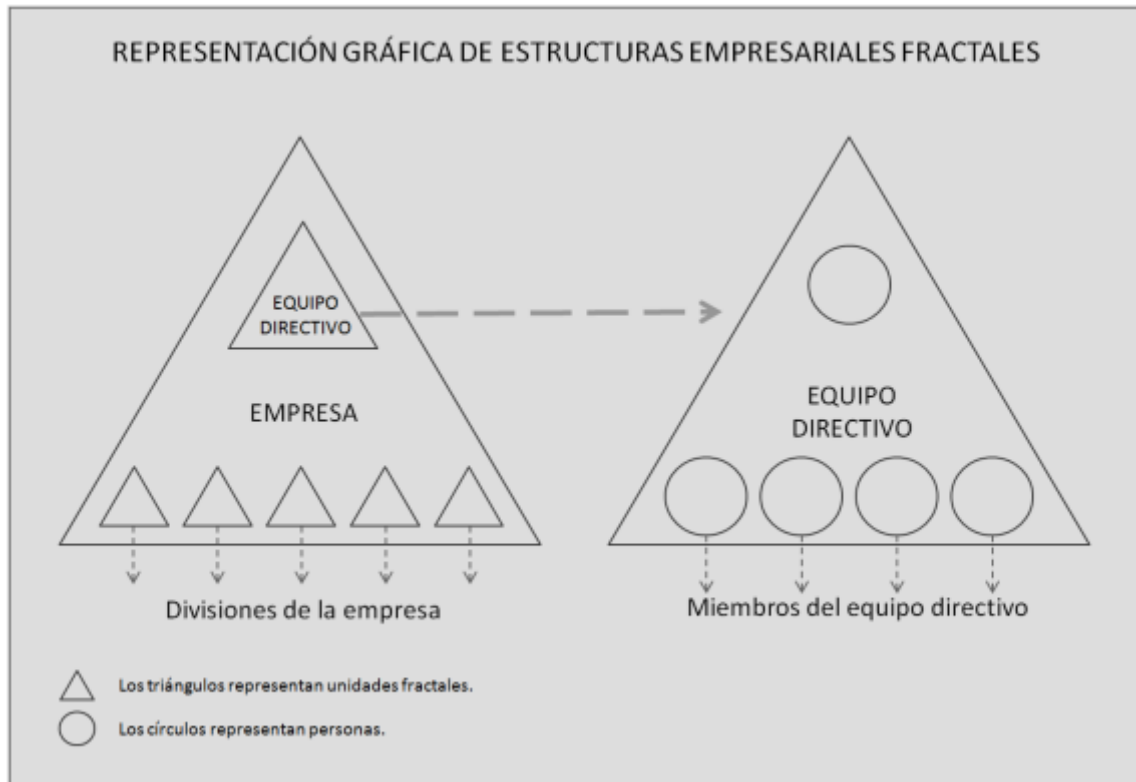 REPRESENTACIÓN GRÁFICA DE ESTRUCTURAS EMPRESARIALES FRACTALES
EQUIPO
DIRECTIVO
EMPRESA
Divisiones de la empresa
EQUIPO
DIRECTIVO
Miembros del equipo directivo
Los triángulos representan unidades fractales.
Los círculos representan personas.